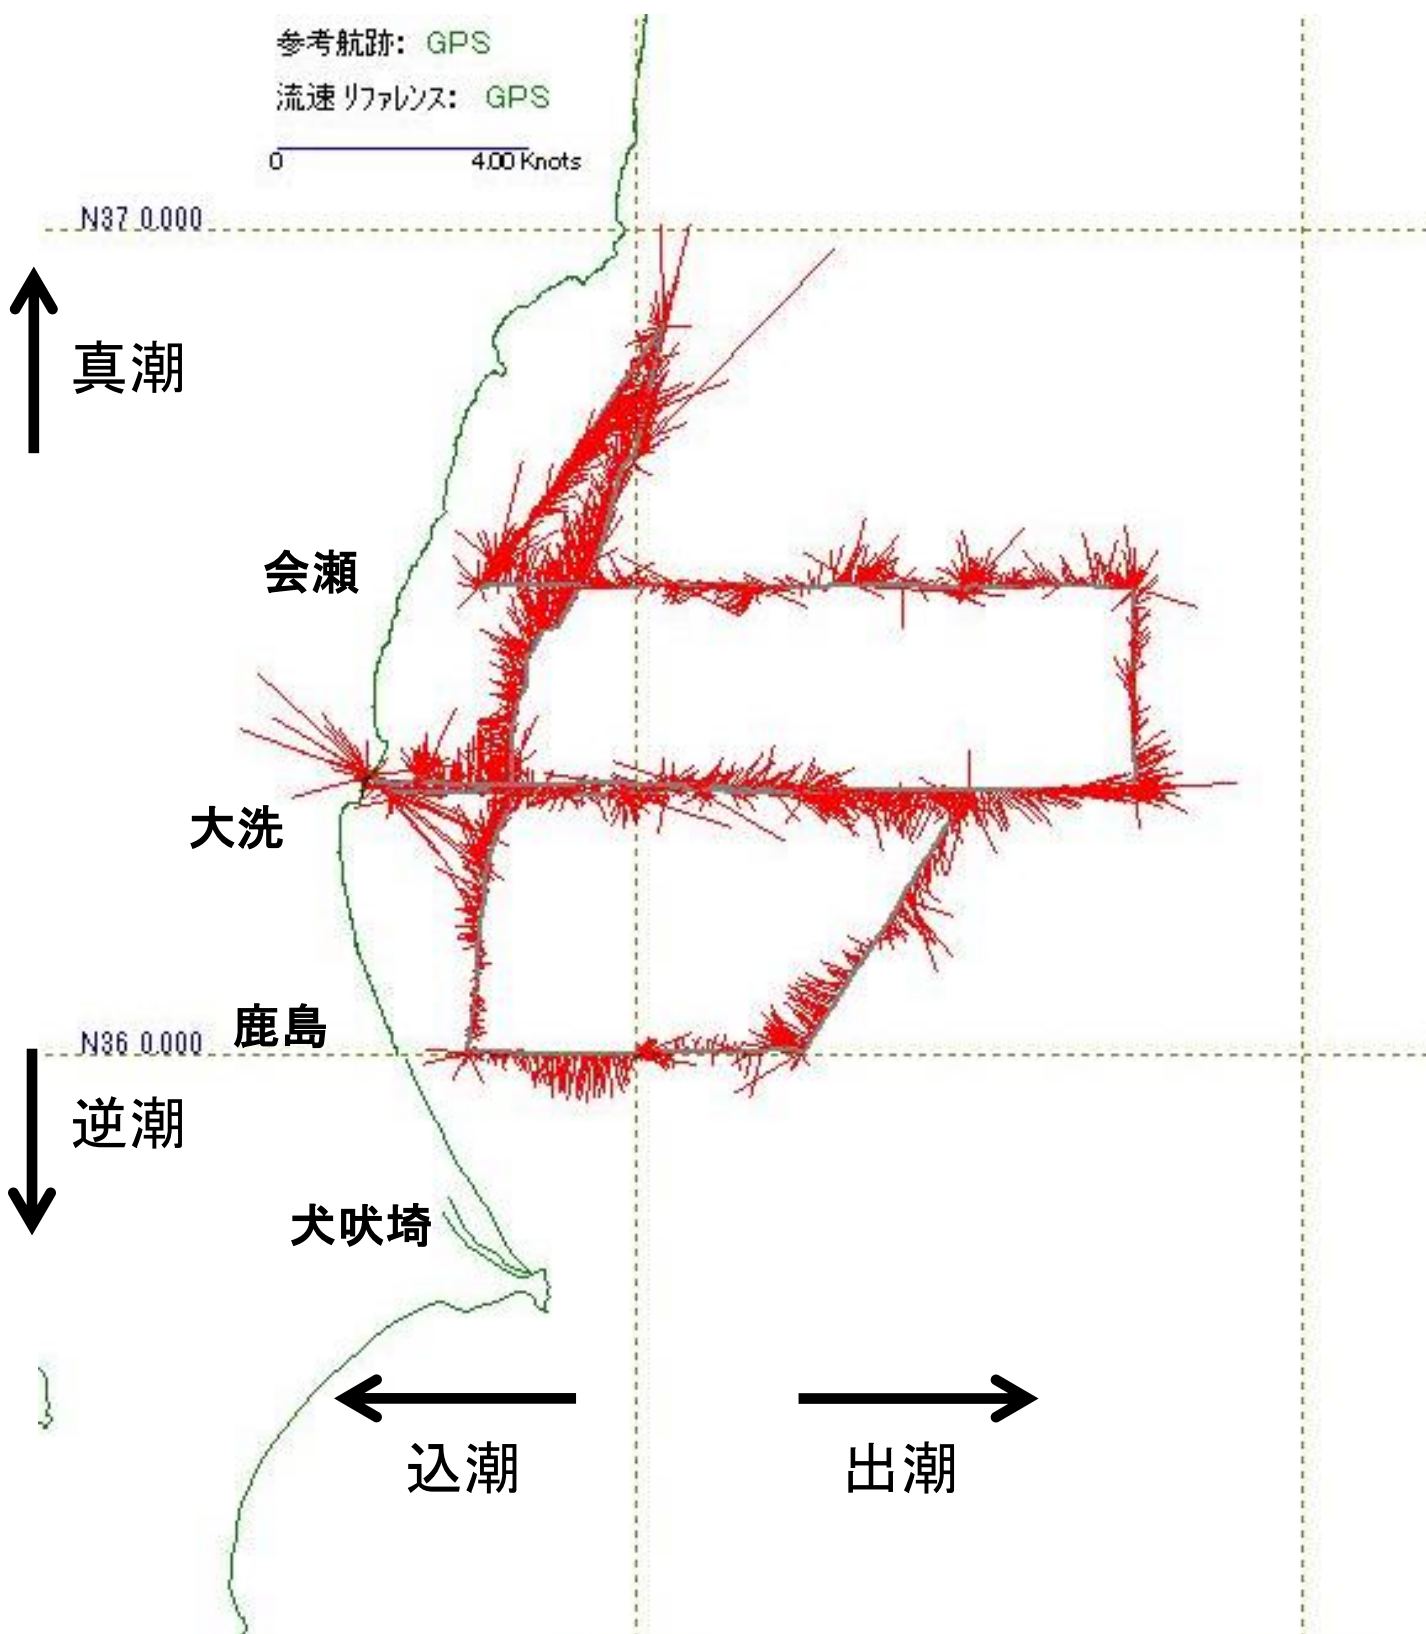 参考航跡: GPS
流速 リファレンス: GPS
0 4.00 Knots
N37 0.000
真潮
会瀬
大洗
鹿島
N36 0.000
逆潮
犬吠埼
込潮
出潮